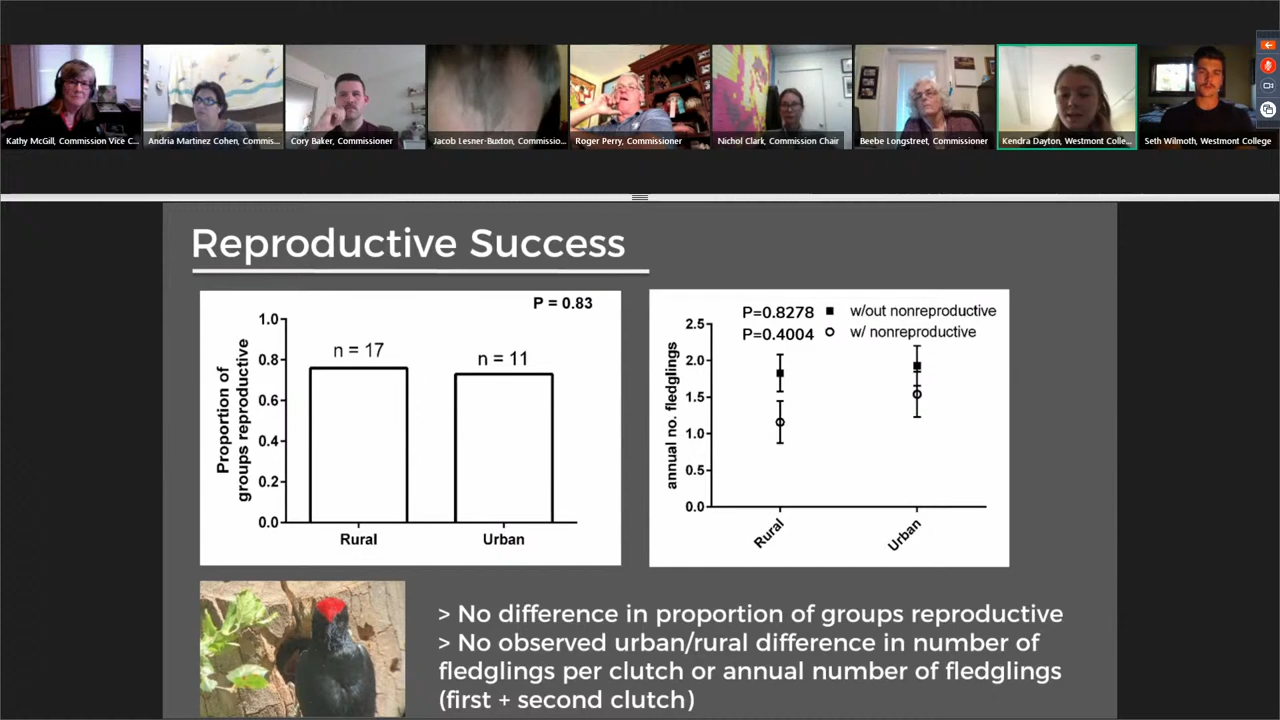 Kathy McGill, Commission Vice C...
Andria Martinez Cohen, Commis...
Cory Baker, Commissioner
Jacob Lesner-Buxton, Commissio...
Roger Perry, Commissioner
Nichol Clark, Commission Chair
Beebe Longstreet, Commissioner
Kendra Dayton, Westmont Colle...
Seth Wilmoth, Westmont College
Reproductive Success
P = 0.83
Proportion of
groups reproductive
1.0
0.8
0.6
0.4
0.2
0.0
n = 17
n = 11
Rural
Urban
P=0.8278 w/out nonreproductive
P=0.4004 w/ nonreproductive
annual no. fledglings
2.5
2.0
1.5
1.0
0.5
0.0
Rural
Urban
> No difference in proportion of groups reproductive
> No observed urban/rural difference in number of
fledglings per clutch or annual number of fledglings
(first + second clutch)